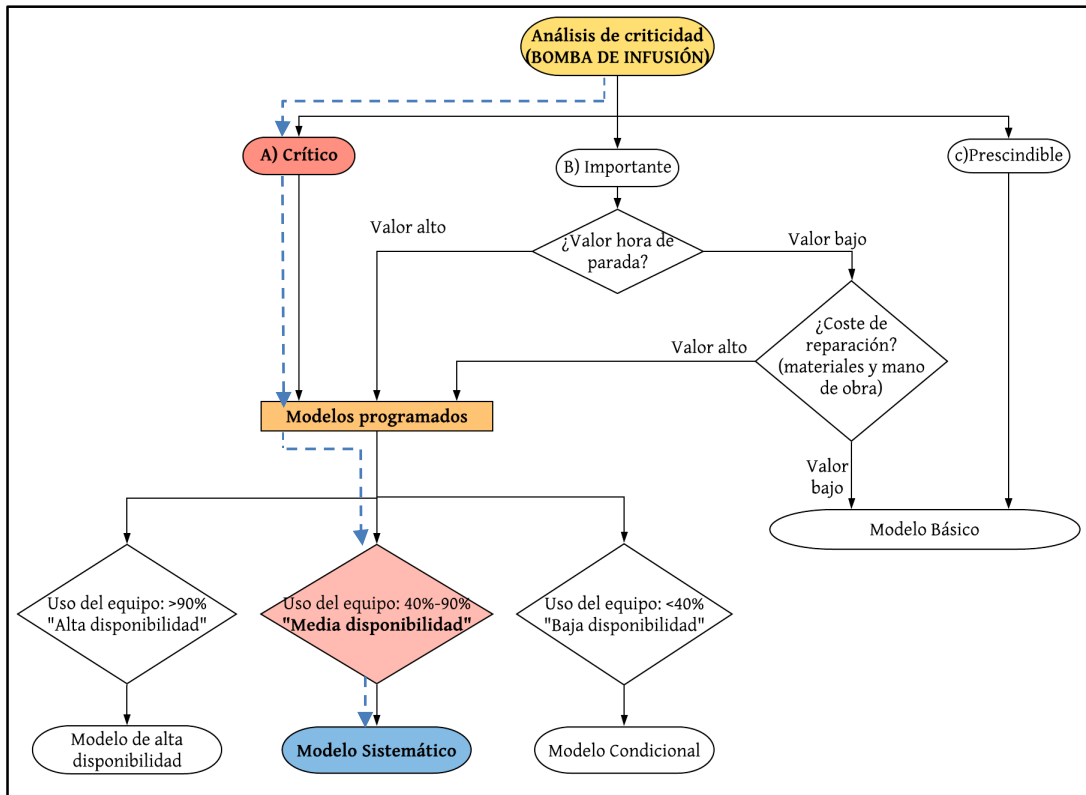 Análisis de criticidad
(BOMBA DE INFUSIÓN)
A) Crítico
B) Importante
c)Prescindible
Valor alto
¿Valor hora de
parada?
Valor bajo
Valor alto
¿Coste de
reparación?
(materiales y mano
de obra)
Modelos programados
Valor
bajo
Modelo Básico
Uso del equipo: >90%
"Alta disponibilidad"
Uso del equipo: 40%-90%
"Media disponibilidad"
Uso del equipo: <40%
"Baja disponibilidad"
Modelo de alta
disponibilidad
Modelo Sistemático
Modelo Condicional